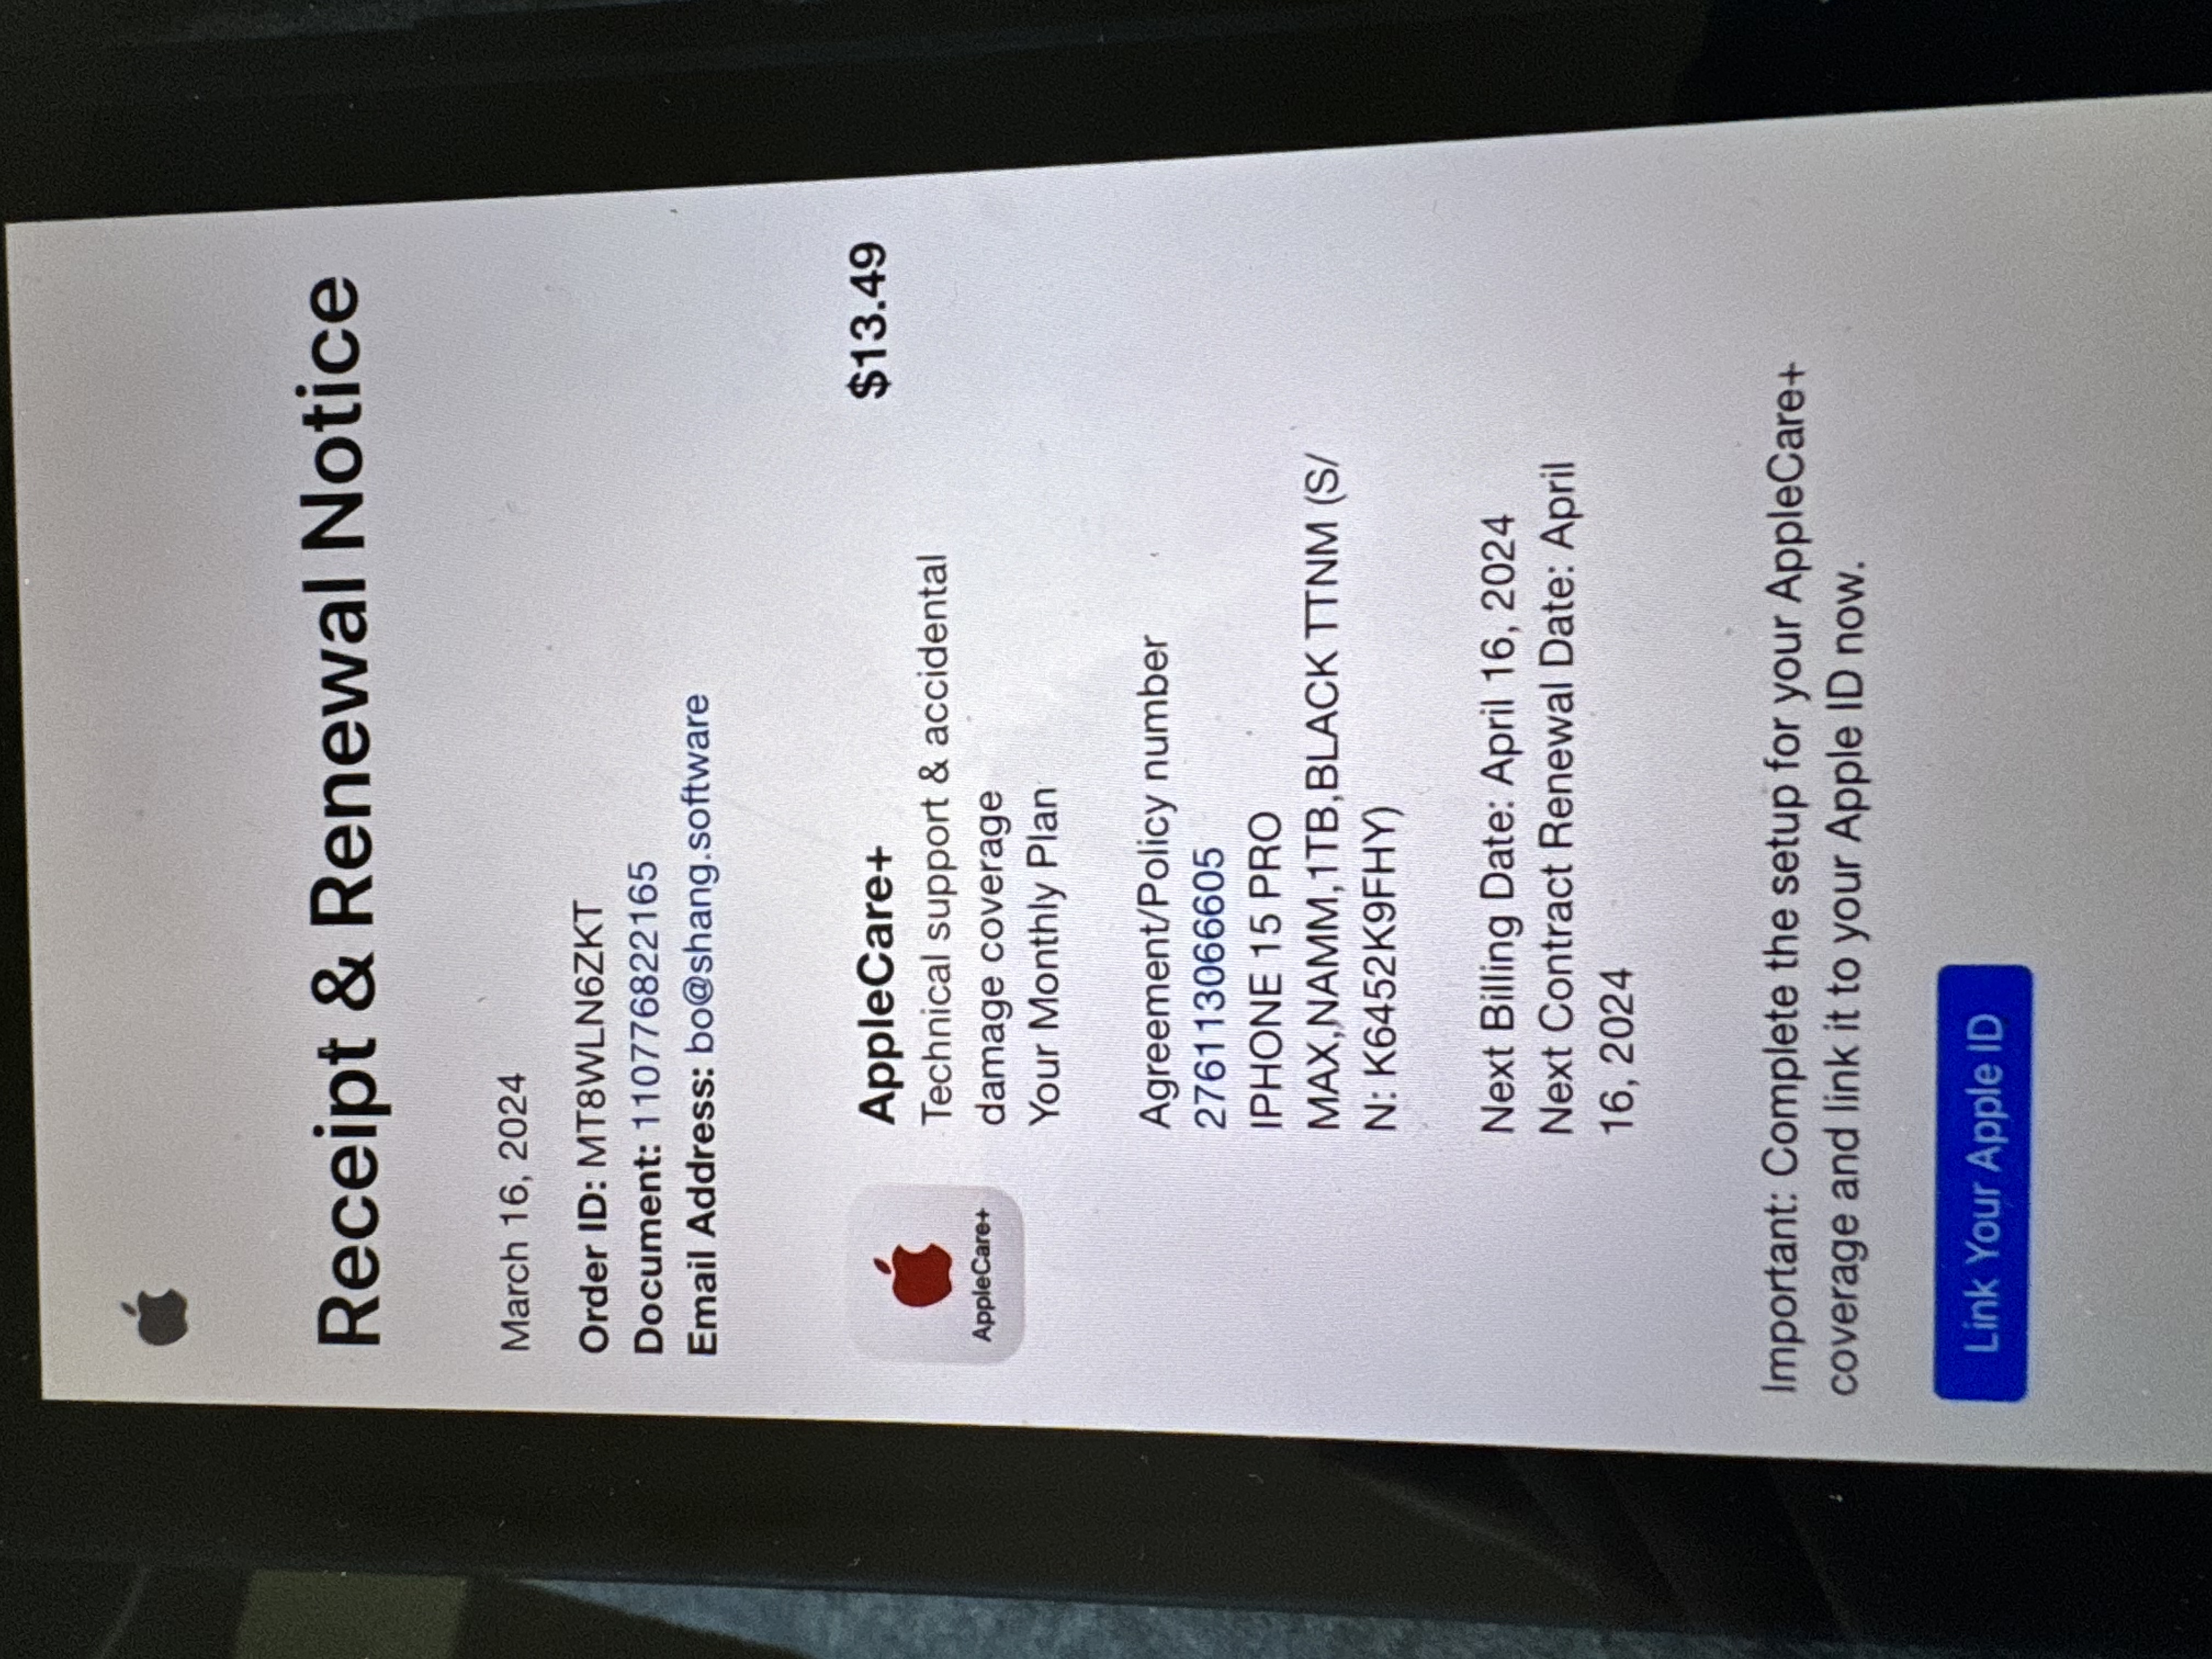 Receipt & Renewal Notice
March 16, 2024
Order ID: MT8WLN6ZKT
Document: 110776822165
Email Address: bo@shang.software
AppleCare+
$13.49
Technical support & accidental
damage coverage
Your Monthly Plan
AppleCare+
Agreement/Policy number
276113066605
IPHONE 15 PRO
MAX,NAMM,1TB,BLACK TTNM (S/
N: K6452K9FHY)
Next Billing Date: April 16, 2024
Next Contract Renewal Date: April
16, 2024
Important: Complete the setup for your AppleCare+
coverage and link it to your Apple ID now.
Link Your Apple ID